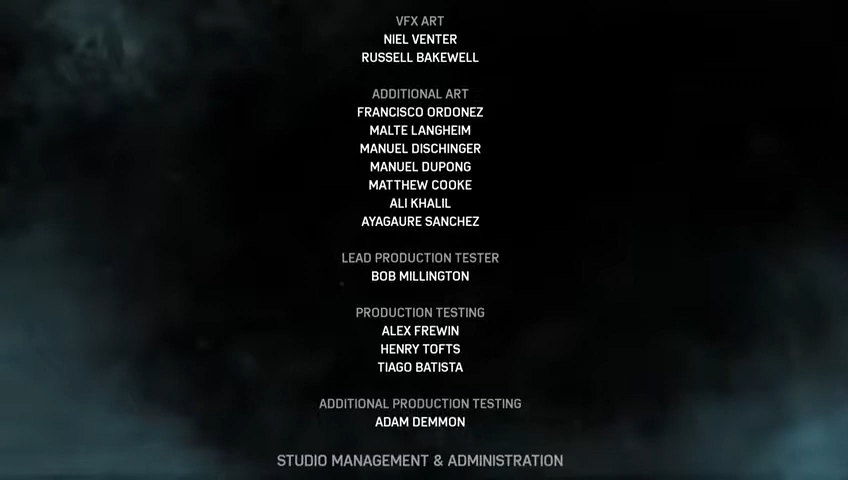 VFX ART
NIEL VENTER
RUSSELL BAKEWELL
ADDITIONAL ART
FRANCISCO ORDONEZ
MALTE LANGHEIM
MANUEL DISCHINGER
MANUEL DUPONG
MATTHEW COOKE
ALI KHALIL
AYAGAURE SANCHEZ
LEAD PRODUCTION TESTER
BOB MILLINGTON
PRODUCTION TESTING
ALEX FREWIN
HENRY TOFTS
TIAGO BATISTA
ADDITIONAL PRODUCTION TESTING
ADAM DEMMON
STUDIO MANAGEMENT & ADMINISTRATION